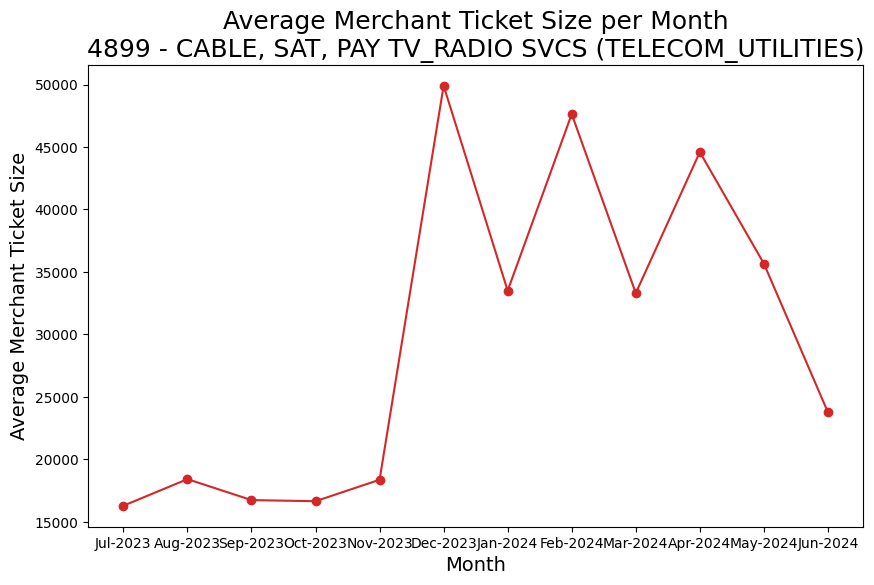 Average Merchant Ticket Size per Month
4899 - CABLE, SAT, PAY TV_RADIO SVCS (TELECOM_UTILITIES)
Average Merchant Ticket Size
50000
45000
40000
35000
30000
25000
20000
15000
Jul-2023 Aug-2023 Sep-2023 Oct-2023 Nov-2023 Dec-2023 Jan-2024 Feb-2024 Mar-2024 Apr-2024 May-2024 Jun-2024
Month